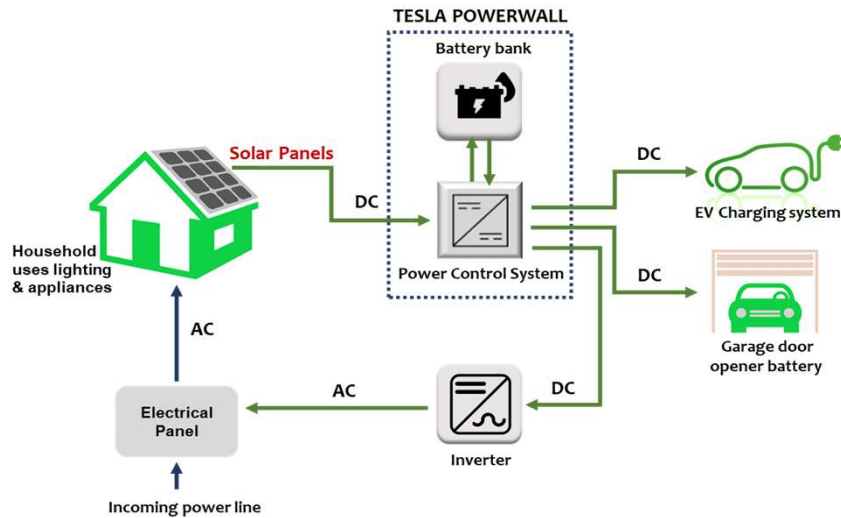 TESLA POWERWALL
Battery bank
Solar Panels
DC
DC
EV Charging system
Household
uses lighting
& appliances
Power Control System
DC
Garage door
opener battery
AC
AC
DC
Electrical
Panel
Inverter
Incoming power line